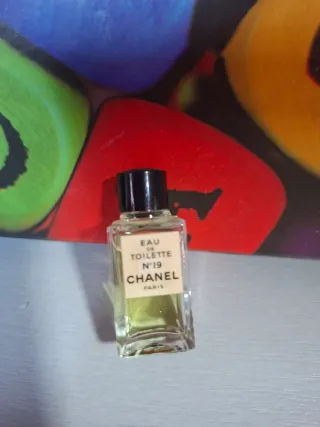 EAU
DE
TOILETTE
N°19
CHANEL
PARIS